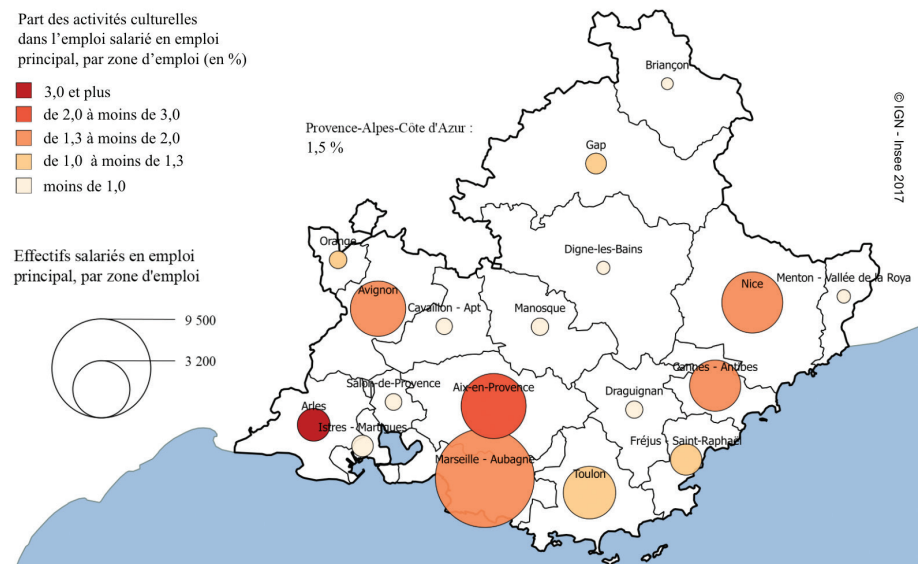 Part des activités culturelles
dans l’emploi salarié en emploi
principal, par zone d’emploi (en %)
3,0 et plus
de 2,0 à moins de 3,0
de 1,3 à moins de 2,0
de 1,0 à moins de 1,3
moins de 1,0
Provence-Alpes-Côte d'Azur :
1,5 %
Effectifs salariés en emploi
principal, par zone d'emploi
9 500
3 200
Briançon
Gap
Digne-les-Bains
Orange
Avignon
Cavaillon - Apt
Manosque
Nice
Menton - Vallée de la Roya
Cannes - Antibes
Salon-de-Provence
Aix-en-Provence
Draguignan
Arles
Istres - Martigues
Fréjus - Saint-Raphaël
Marseille - Aubagne
Toulon
© IGN - Insee 2017